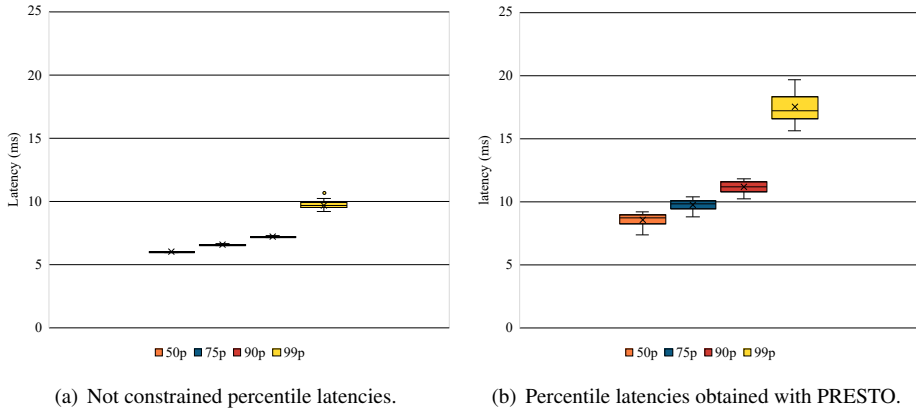 25
20
15
10
5
0
Latency (ms)
50p 75p 90p 99p
(a) Not constrained percentile latencies.
25
20
15
10
5
0
latency (ms)
50p 75p 90p 99p
(b) Percentile latencies obtained with PRESTO.